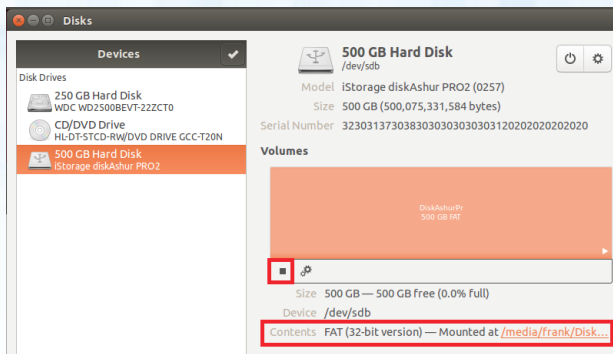 Disks
Devices
Disk Drives
250 GB Hard Disk
WDC WD2500BEVT-22ZCT0
CD/DVD Drive
HL-DT-STCD-RW/DVD DRIVE GCC-T20N
500 GB Hard Disk
iStorage diskAshur PRO2
500 GB Hard Disk
/dev/sdb
Model iStorage diskAshur PRO2 (0257)
Size 500 GB (500,075,331,584 bytes)
Serial Number 32303137303830303030303031202020202020
Volumes
DiskAshurPr
500 GB FAT
Size 500 GB — 500 GB free (0.0% full)
Device /dev/sdb
Contents FAT (32-bit version) — Mounted at /media/frank/Disk...